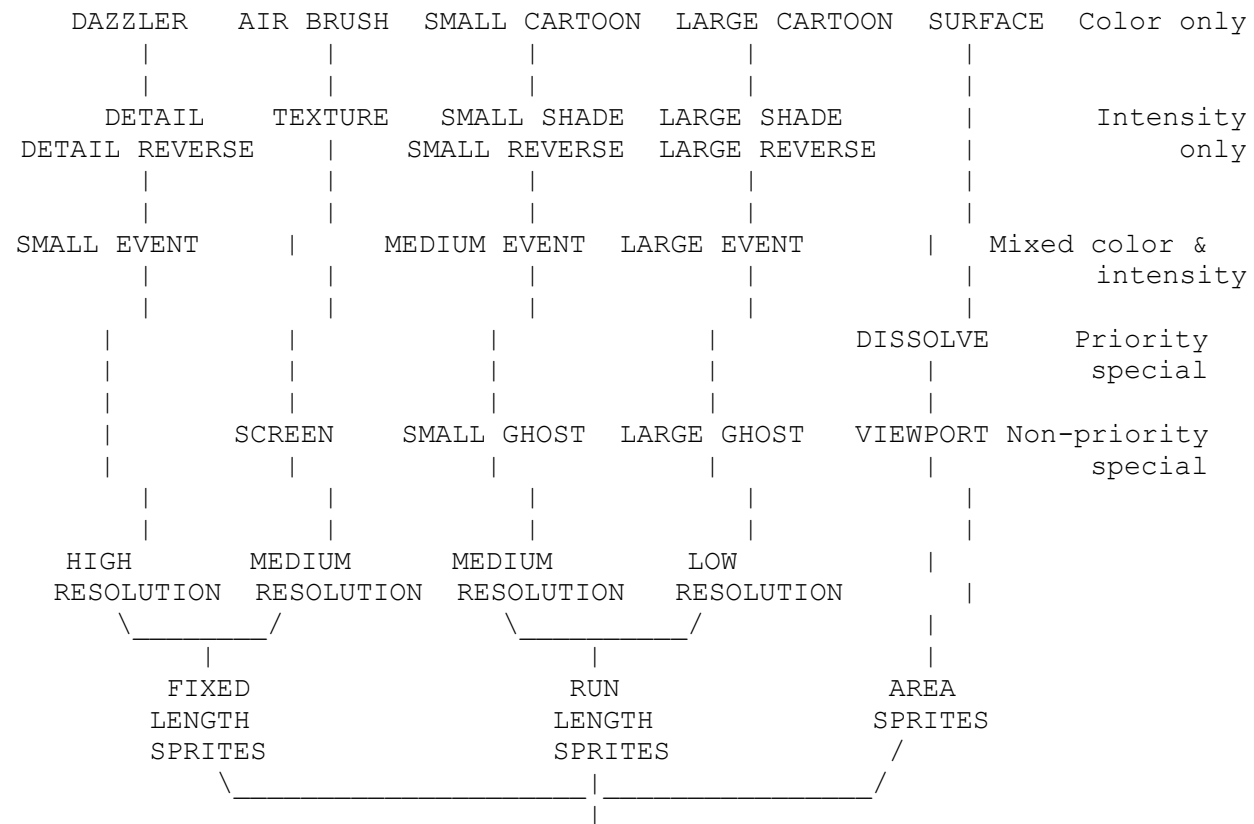 DAZZLER AIR BRUSH SMALL CARTOON LARGE CARTOON SURFACE Color only
DETAIL TEXTURE SMALL SHADE LARGE SHADE Intensity
DETAIL REVERSE SMALL REVERSE LARGE REVERSE only
SMALL EVENT MEDIUM EVENT LARGE EVENT Mixed color &
intensity
DISSOLVE Priority
special
SCREEN SMALL GHOST LARGE GHOST VIEWPORT Non-priority
special
HIGH MEDIUM MEDIUM LOW
RESOLUTION RESOLUTION RESOLUTION RESOLUTION
FIXED RUN AREA
LENGTH LENGTH SPRITES
SPRITES SPRITES